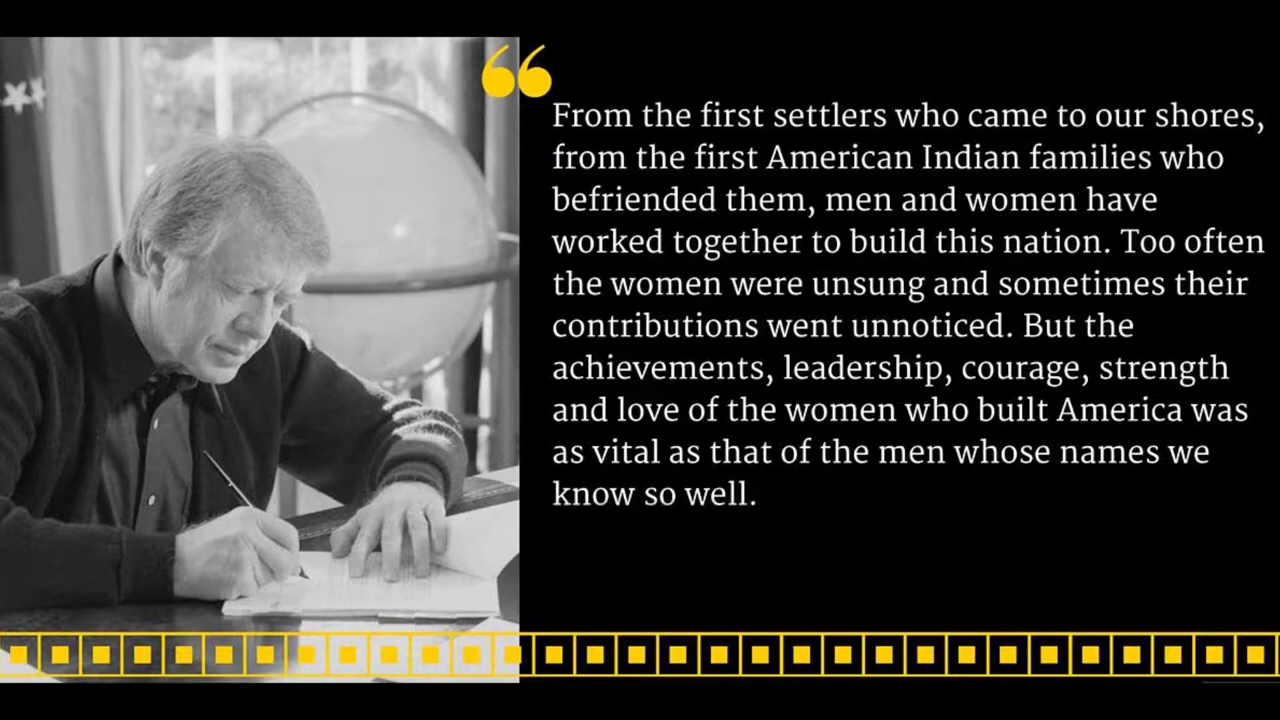 “
From the first settlers who came to our shores,
from the first American Indian families who
befriended them, men and women have
worked together to build this nation. Too often
the women were unsung and sometimes their
contributions went unnoticed. But the
achievements, leadership, courage, strength
and love of the women who built America was
as vital as that of the men whose names we
know so well.